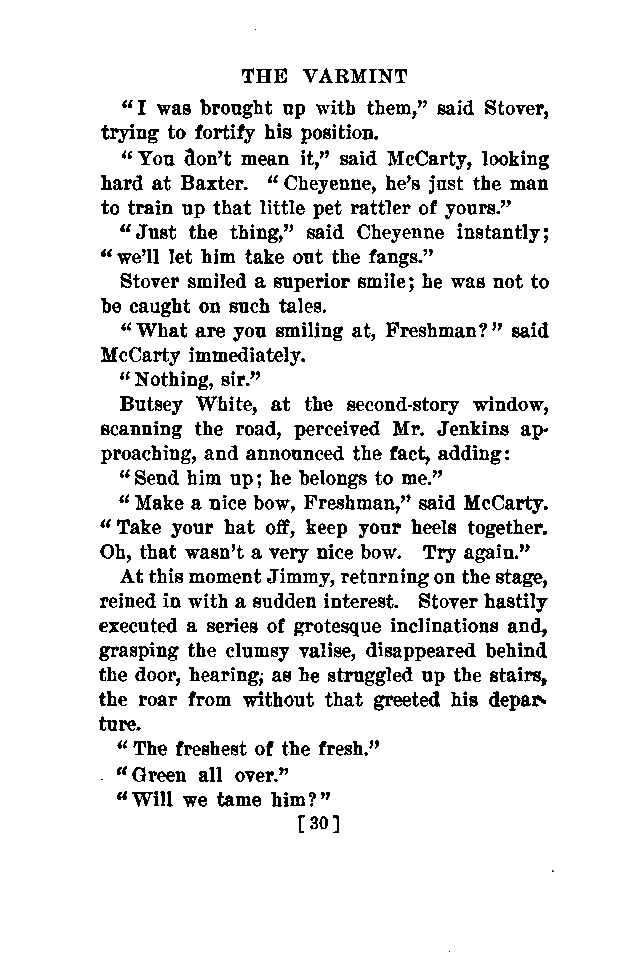 THE VARMINT
“I was brought up with them,” said Stover,
trying to fortify his position.
“You don’t mean it,” said McCarty, looking
hard at Baxter. “Cheyenne, he’s just the man
to train up that little pet rattler of yours.”
“Just the thing,” said Cheyenne instantly;
“we’ll let him take out the fangs.”
Stover smiled a superior smile; he was not to
be caught on such tales.
“What are you smiling at, Freshman?” said
McCarty immediately.
“Nothing, sir.”
Butsey White, at the second-story window,
scanning the road, perceived Mr. Jenkins ap-
proaching, and announced the fact, adding:
“Send him up; he belongs to me.”
“Make a nice bow, Freshman,” said McCarty.
“Take your hat off, keep your heels together.
Oh, that wasn’t a very nice bow. Try again.”
At this moment Jimmy, returning on the stage,
reined in with a sudden interest. Stover hastily
executed a series of grotesque inclinations and,
grasping the clumsy valise, disappeared behind
the door, hearing, as he struggled up the stairs,
the roar from without that greeted his depar-
ture.
“The freshest of the fresh.”
“Green all over.”
“Will we tame him?”
[30]